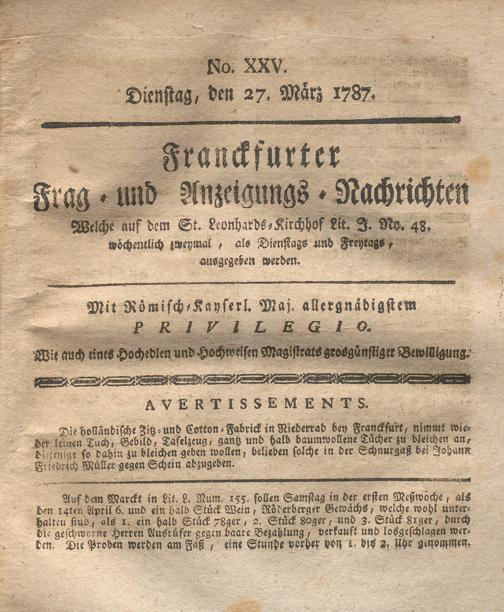 No. XXV.
Dienstag, den 27. März 1787.
Franckfurter
Frag- und Anzeigungs-Nachrichten
Welche auf dem St. Leonhards-Kirchhof Lit. J. No. 48.
wöchentlich zweymal, als Dienstags und Freytags,
ausgegeben werden.
Mit Römisch-Kayserl. Maj. allergnädigstem
PRIVILEGIO.
Wie auch eines Hochedlen und Hochweisen Magistrats grosgünstiger Bewilligung.
AVERTISSEMENTS.
Die holländische Zitz- und Cotton-Fabrick in Niederrad bey Franckfurt, nimmt wie-
der leinen Tuch, Gebild, Tafelzeug, gantz und halb baumwollene Tücher zu bleichen an,
diejenige so dahin zu bleichen geben wollen, belieben solche in der Schnurgaß bei Johann
Friedrich Müller gegen Schein abzugeben.
Auf dem Marckt in Lit. L. Num. 155. sollen Samstag in der ersten Meßwoche, als
den 14ten April 6. und ein halb Stück Wein, Röderberger Gewächs, welche wohl unter-
halten sind, als 1. ein halb Stück 78ger, 2. Stück 80ger, und 3. Stück 81ger, durch
die geschworne Herren Ausrüfer gegen baare Bezahlung, verkauft und losgeschlagen wer-
den. Die Proben werden am Faß, eine Stunde vorher von 1. bis 2. Uhr genommen.